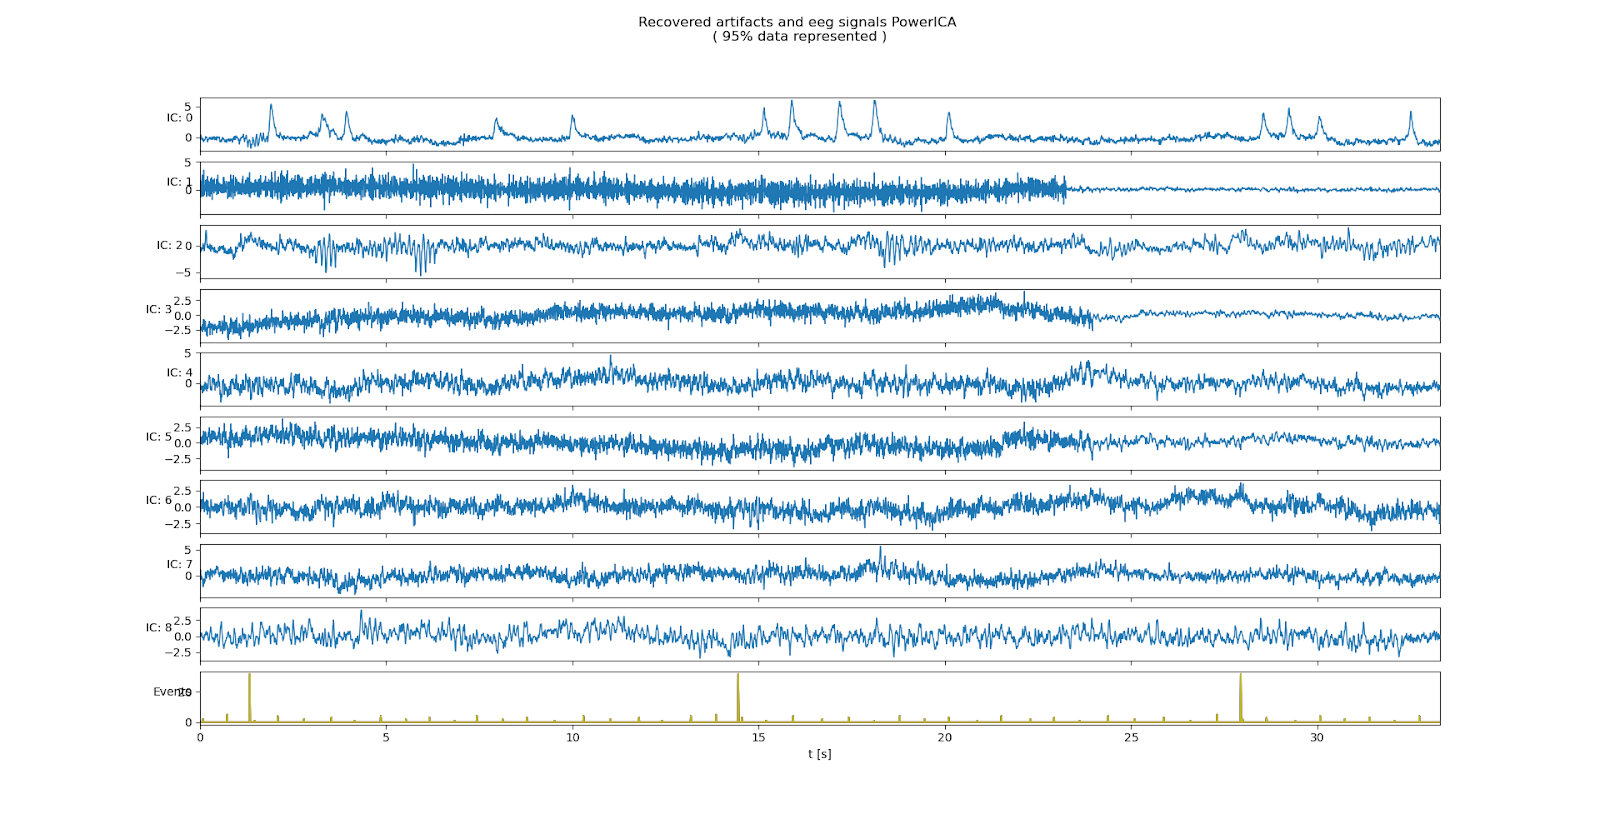 Recovered artifacts and eeg signals PowerICA
( 95% data represented )
5
IC: 0
0
5
IC: 1
0
IC: 2
0
−5
2.5
IC: 3
0.0
−2.5
5
IC: 4
0
2.5
IC: 5
0.0
−2.5
2.5
IC: 6
0.0
−2.5
5
IC: 7
0
2.5
IC: 8
0.0
−2.5
Events
0
0 5 10 15 20 25 30
t [s]